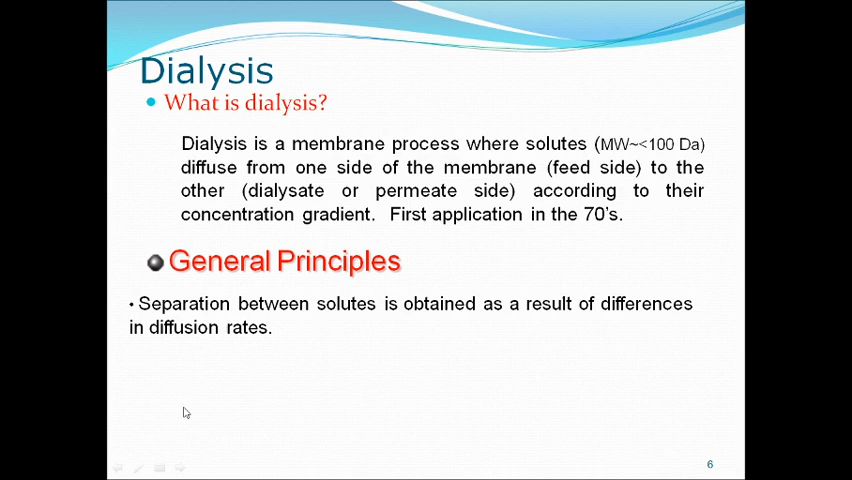 Dialysis
What is dialysis?
Dialysis is a membrane process where solutes (MW~<100 Da)
diffuse from one side of the membrane (feed side) to the
other (dialysate or permeate side) according to their
concentration gradient. First application in the 70's.
General Principles
• Separation between solutes is obtained as a result of differences
in diffusion rates.
6